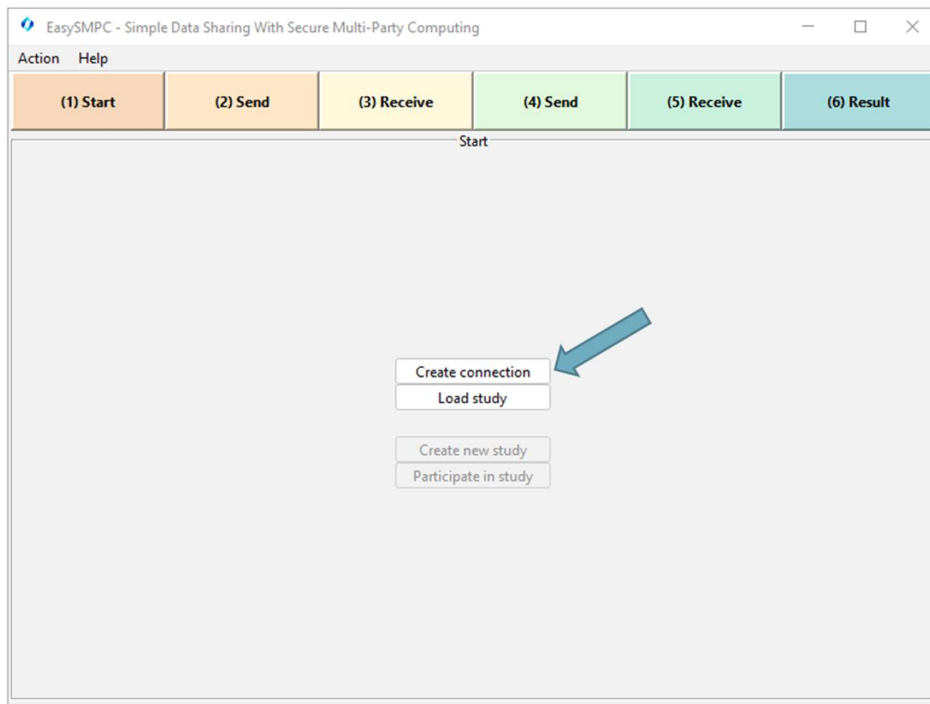 EasySMPC - Simple Data Sharing With Secure Multi-Party Computing
Action Help
(1) Start (2) Send (3) Receive (4) Send (5) Receive (6) Result
Start
Create connection
Load study
Create new study
Participate in study